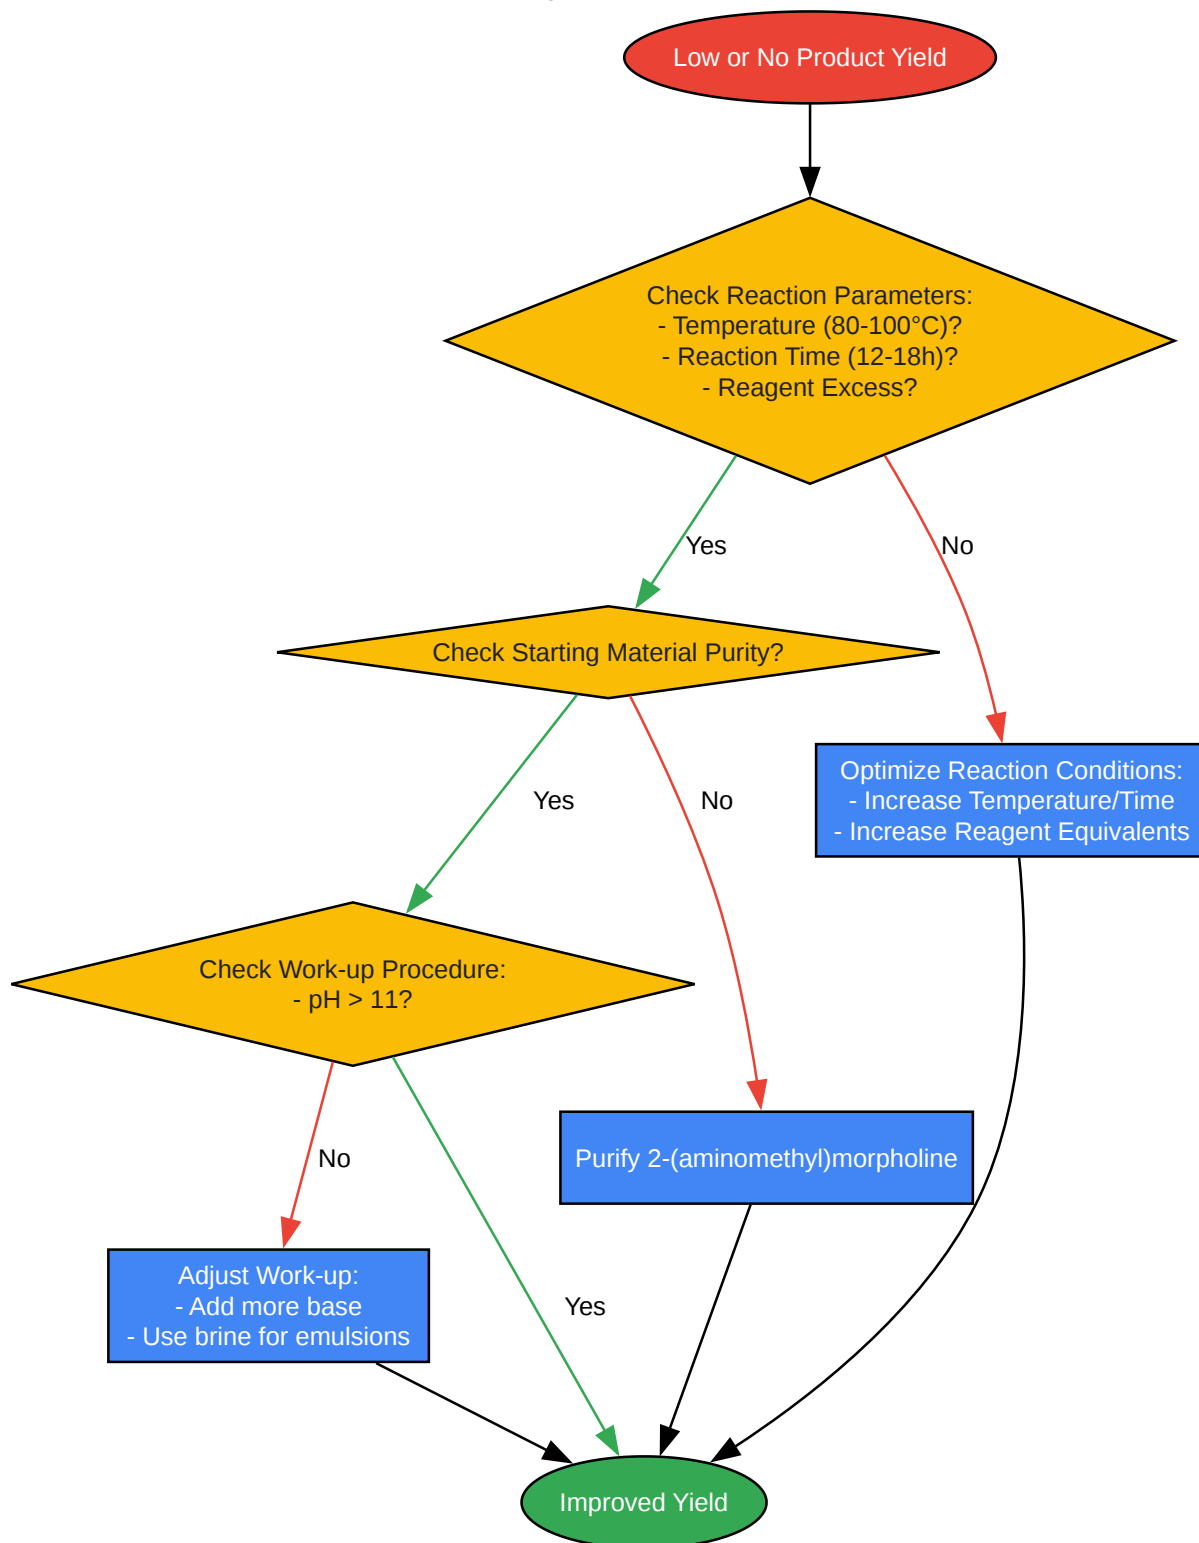 Low or No Product Yield
Check Reaction Parameters:
- Temperature (80-100°C)?
- Reaction Time (12-18h)?
- Reagent Excess?
Yes
No
Check Starting Material Purity?
Optimize Reaction Conditions:
- Increase Temperature/Time
- Increase Reagent Equivalents
Yes
No
Check Work-up Procedure:
- pH > 11?
No
Purify 2-(aminomethyl)morpholine
Adjust Work-up:
- Add more base
- Use brine for emulsions
Yes
Improved Yield